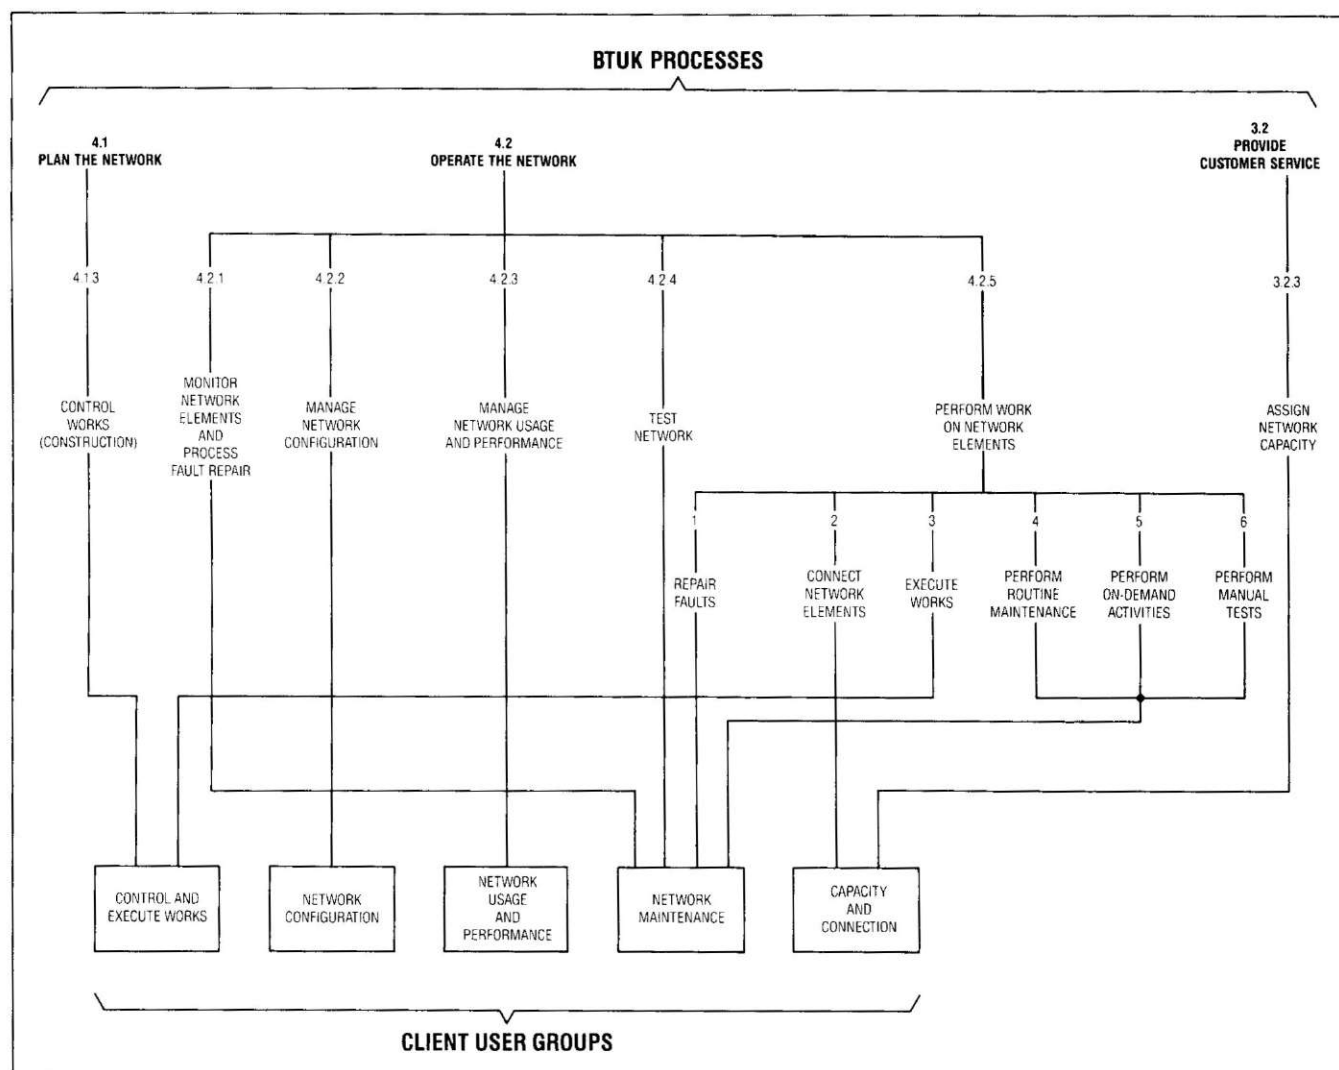 BTUK PROCESSES
4.1
PLAN THE NETWORK
4.2
OPERATE THE NETWORK
3.2
PROVIDE
CUSTOMER SERVICE
4.1.3
4.2.1
4.2.2
4.2.3
4.2.4
4.2.5
3.2.3
CONTROL
WORKS
(CONSTRUCTION)
MONITOR
NETWORK
ELEMENTS
AND
PROCESS
FAULT REPAIR
MANAGE
NETWORK
CONFIGURATION
MANAGE
NETWORK USAGE
AND PERFORMANCE
TEST
NETWORK
PERFORM WORK
ON NETWORK
ELEMENTS
ASSIGN
NETWORK
CAPACITY
1
2
3
4
5
6
REPAIR
FAULTS
CONNECT
NETWORK
ELEMENTS
EXECUTE
WORKS
PERFORM
ROUTINE
MAINTENANCE
PERFORM
ON-DEMAND
ACTIVITIES
PERFORM
MANUAL
TESTS
CONTROL AND
EXECUTE WORKS
NETWORK
CONFIGURATION
NETWORK
USAGE
AND
PERFORMANCE
NETWORK
MAINTENANCE
CAPACITY
AND
CONNECTION
CLIENT USER GROUPS